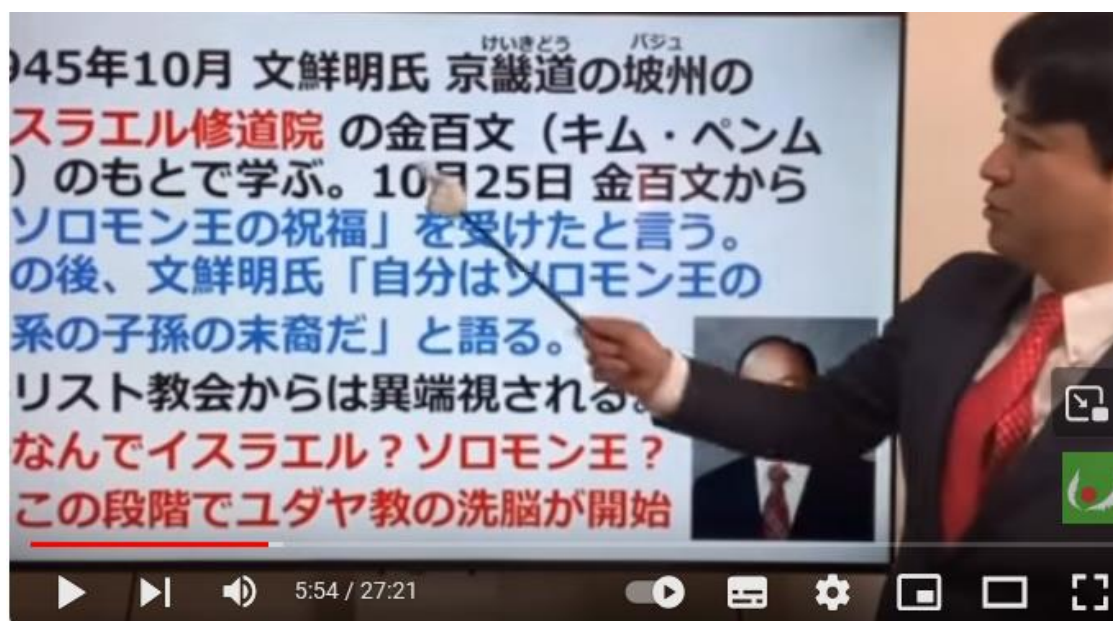 けいきどう パジュ
945年10月 文鮮明氏 京畿道の坡州の
スラエル修道院 の金百文（キム・ペンム
）のもとで学ぶ。10月25日 金百文から
ソロモン王の祝福」を受けたと言う。
の後、文鮮明氏「自分はソロモン王の
系の子孫の末裔だ」と語る。
リスト教会からは異端視される。
なんでイスラエル？ソロモン王？
この段階でユダヤ教の洗脳が開始
5:54 / 27:21